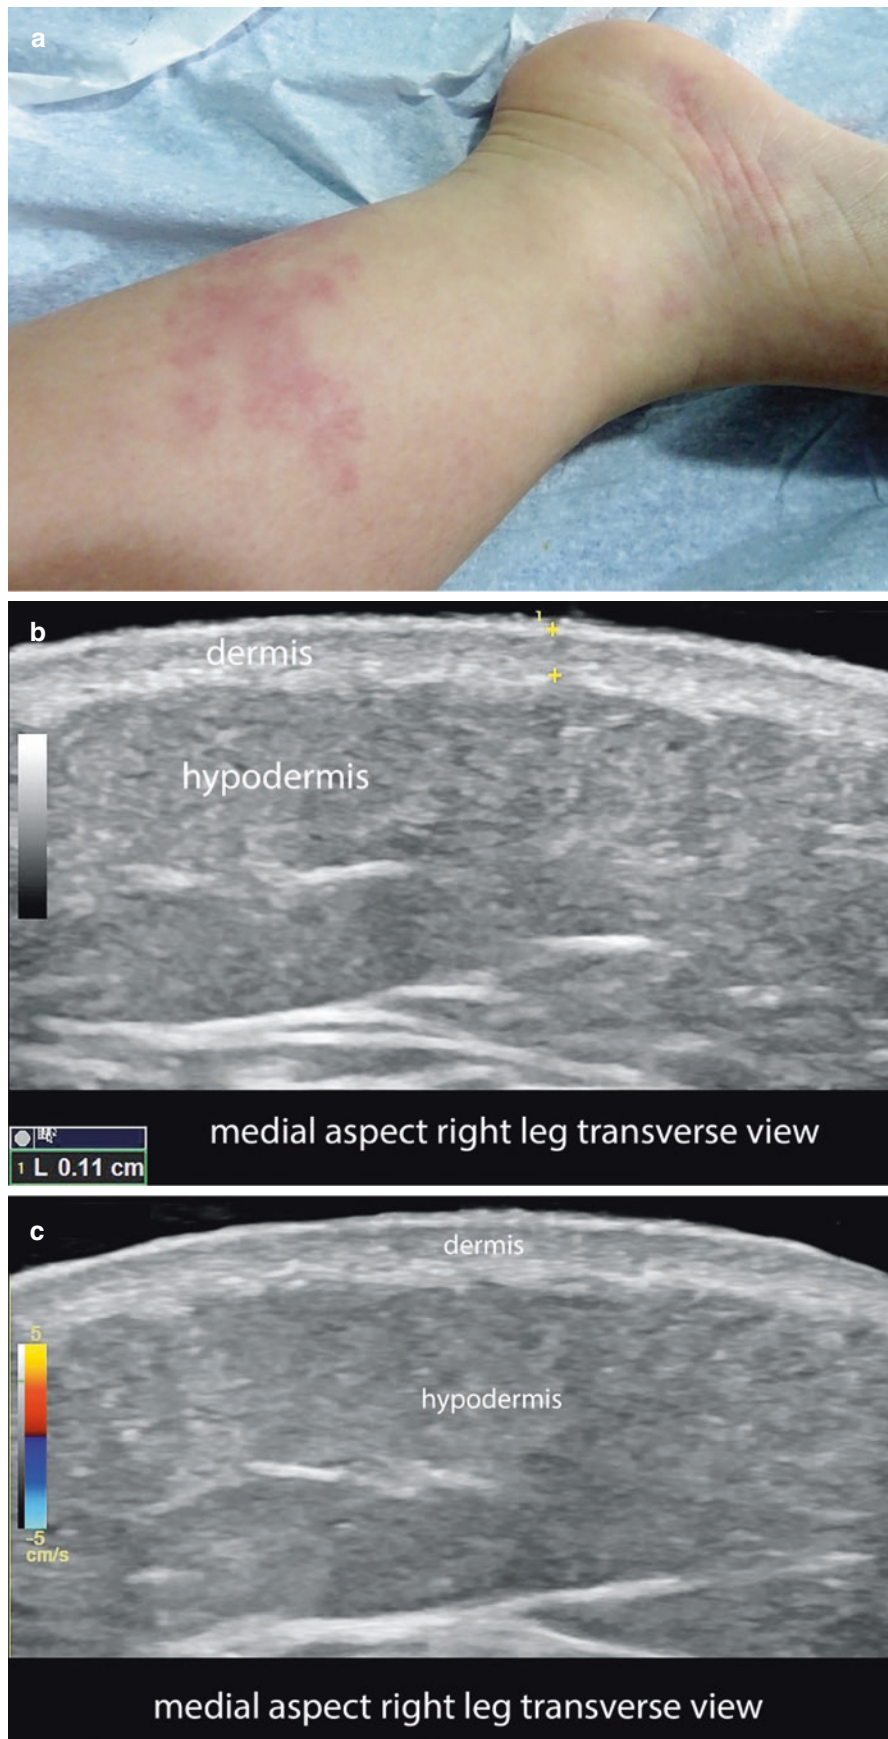 a
b
1
dermis
hypodermis
medial aspect right leg transverse view
1 L 0.11 cm
c
dermis
5
hypodermis
-5
cm/s
medial aspect right leg transverse view